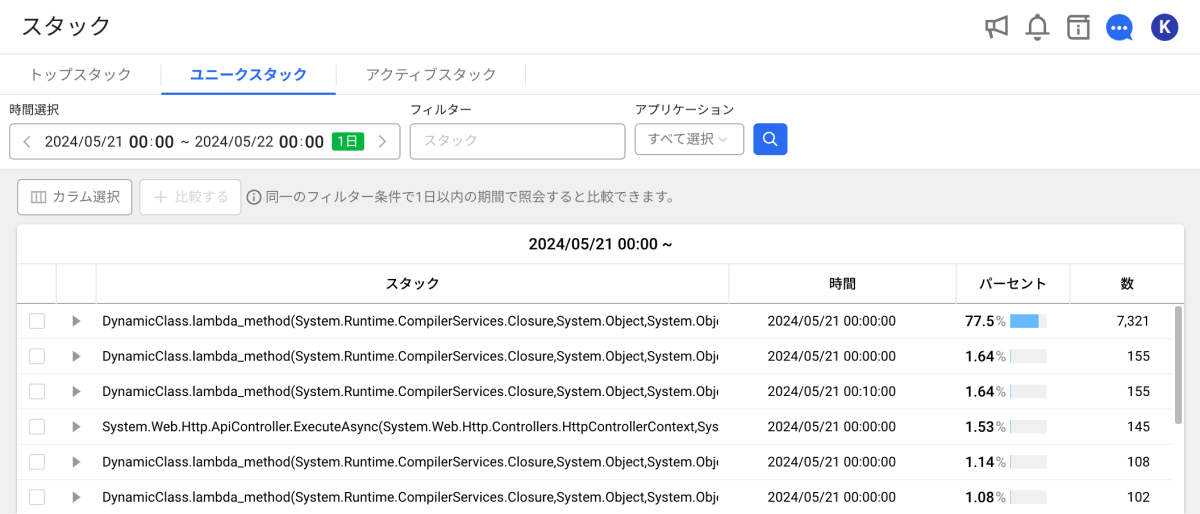 スタック
K
トップスタック ユニークスタック アクティブスタック
時間選択 フィルター アプリケーション
2024/05/21 00:00 ~ 2024/05/22 00:00 1日 スタック すべて選択
カラム選択 + 比較する 同一のフィルター条件で1日以内の期間で照会すると比較できます。
2024/05/21 00:00 ~
スタック 時間 パーセント 数
DynamicClass.lambda_method(System.Runtime.CompilerServices.Closure,System.Object,System.Obj 2024/05/21 00:00:00 77.5% 7,321
DynamicClass.lambda_method(System.Runtime.CompilerServices.Closure,System.Object,System.Obj 2024/05/21 00:00:00 1.64% 155
DynamicClass.lambda_method(System.Runtime.CompilerServices.Closure,System.Object,System.Obj 2024/05/21 00:10:00 1.64% 155
System.Web.Http.ApiController.ExecuteAsync(System.Web.Http.Controllers.HttpControllerContext,Sys 2024/05/21 00:00:00 1.53% 145
DynamicClass.lambda_method(System.Runtime.CompilerServices.Closure,System.Object,System.Obj 2024/05/21 00:00:00 1.14% 108
DynamicClass.lambda_method(System.Runtime.CompilerServices.Closure,System.Object,System.Obj 2024/05/21 00:00:00 1.08% 102